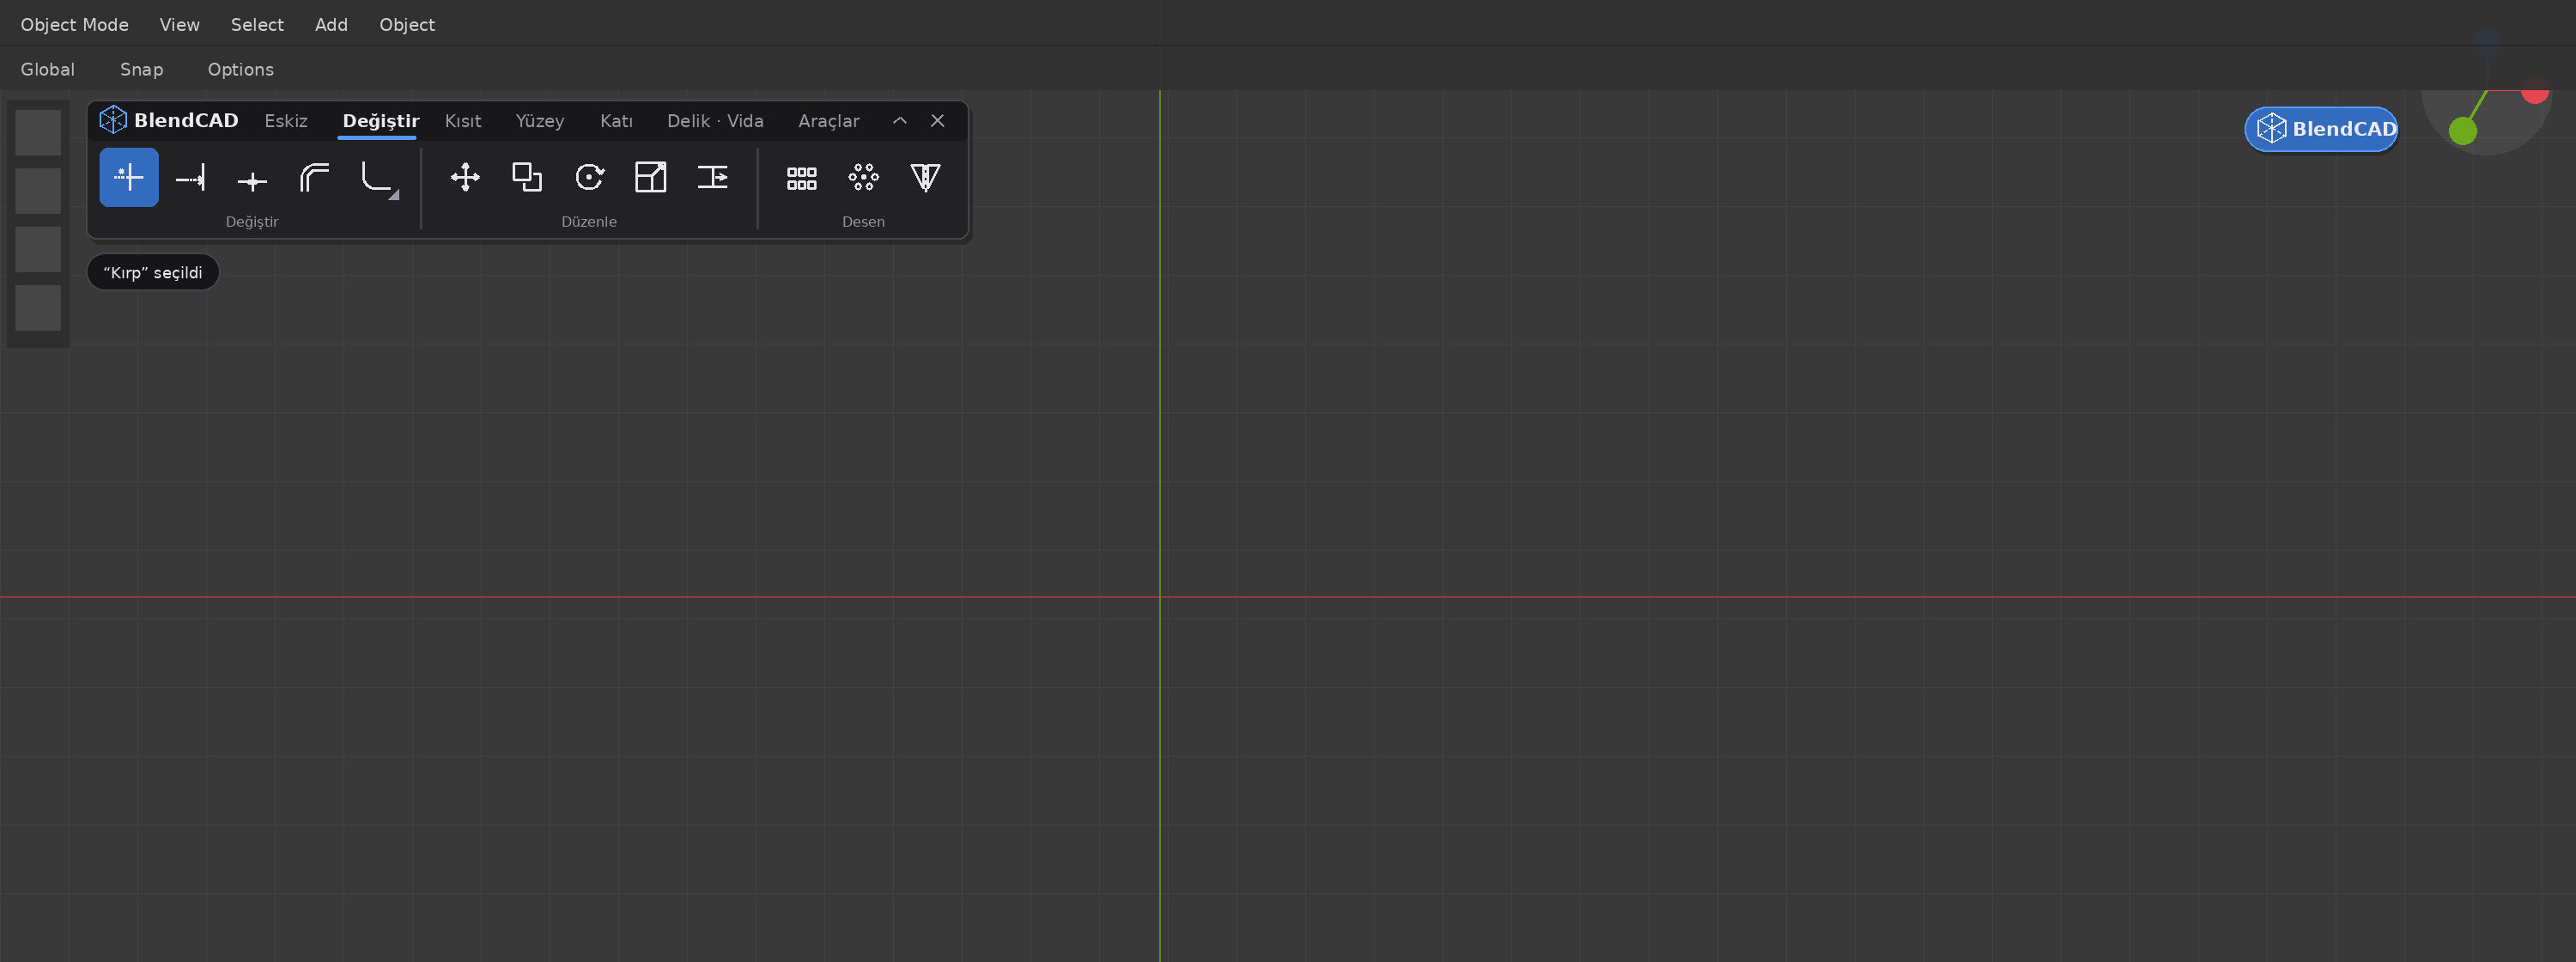 Object Mode View Select Add Object
Global Snap Options
BlendCAD Eskiz Değiştir Kısıt Yüzey Katı Delik · Vida Araçlar
BlendCAD
Değiştir Düzenle Desen
“Kırp” seçildi